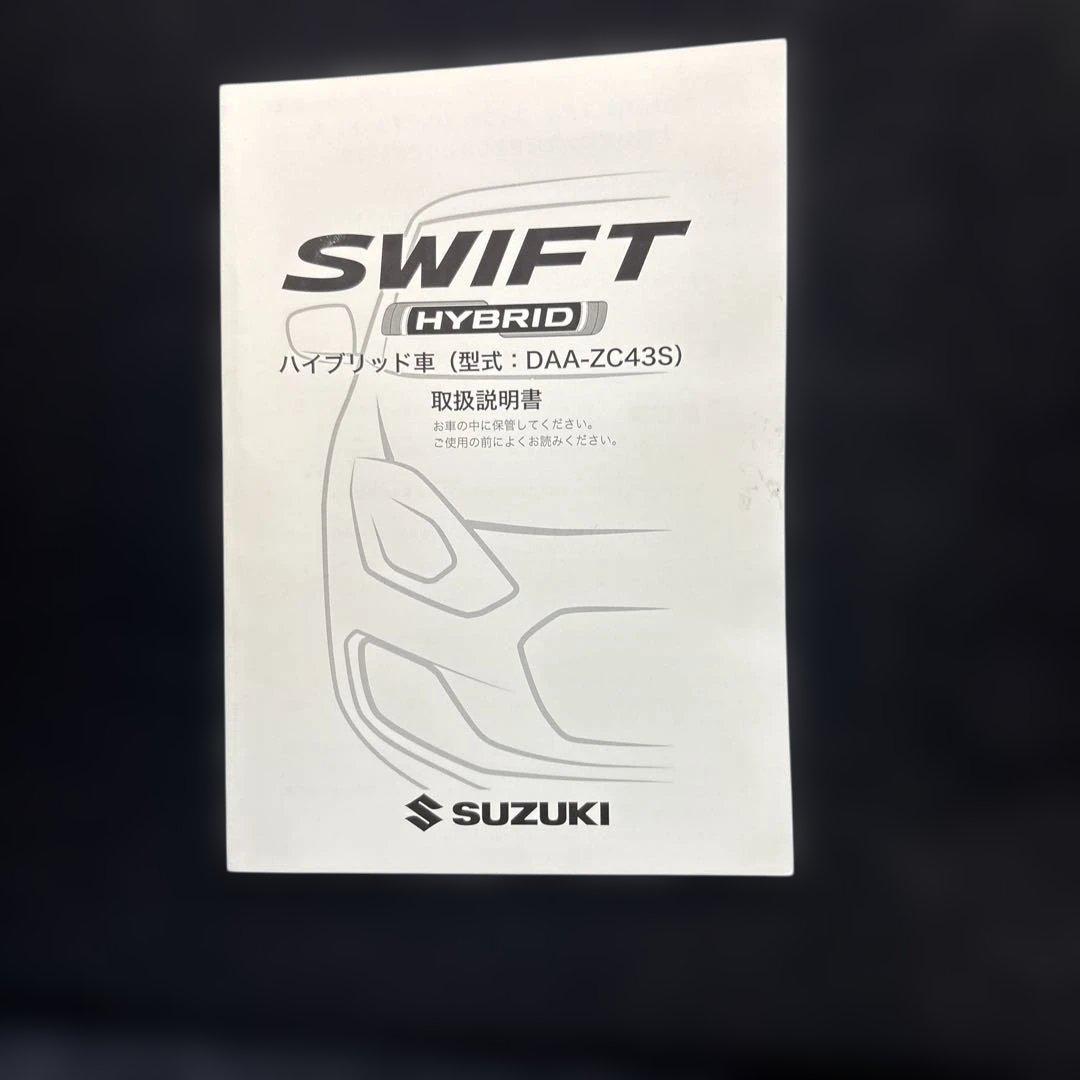 SWIFT
HYBRID
ハイブリッド車（型式：DAA-ZC43S）
取扱説明書
お車の中に保管してください。
ご使用の前によくお読みください。
SUZUKI